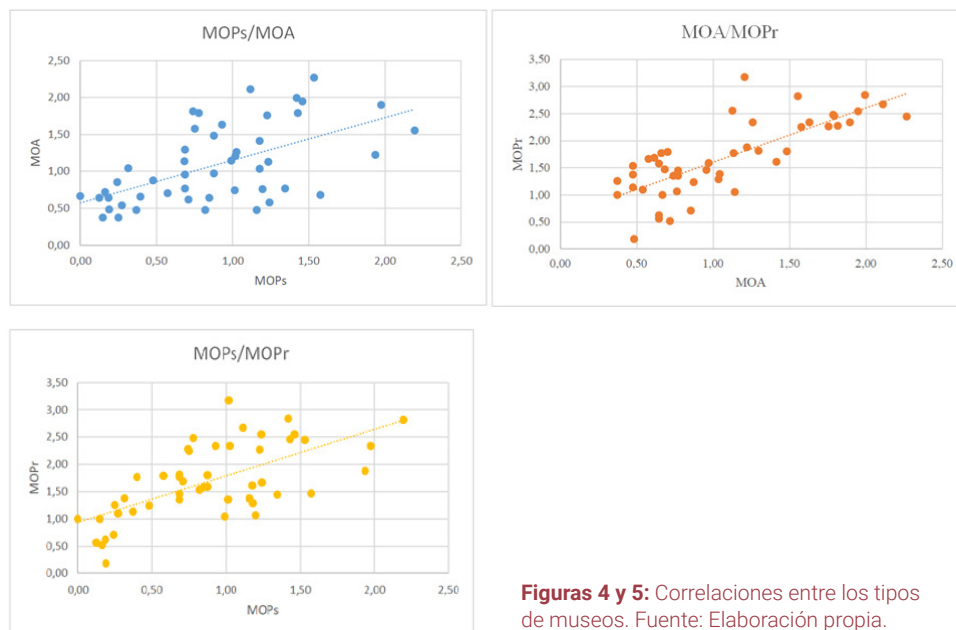 MOPs/MOA
2,50
2,00
1,50
1,00
0,50
0,00
MOA
0,00 0,50 1,00 1,50 2,00 2,50
MOPs
MOA/MOPr
3,50
3,00
2,50
2,00
1,50
1,00
0,50
0,00
MOPr
0,00 0,50 1,00 1,50 2,00 2,50
MOA
MOPs/MOPr
3,50
3,00
2,50
2,00
1,50
1,00
0,50
0,00
MOPr
0,00 0,50 1,00 1,50 2,00 2,50
MOPs
Figuras 4 y 5: Correlaciones entre los tipos
de museos. Fuente: Elaboración propia.